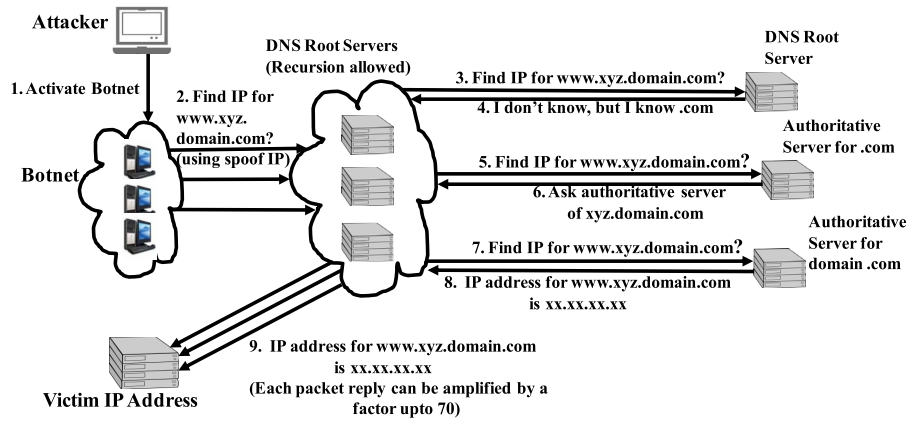 Attacker
1. Activate Botnet
Botnet
2. Find IP for
www.xyz.
domain.com?
(using spoof IP)
DNS Root Servers
(Recursion allowed)
3. Find IP for www.xyz.domain.com?
4. I don't know, but I know .com
DNS Root
Server
5. Find IP for www.xyz.domain.com?
6. Ask authoritative server
of xyz.domain.com
Authoritative
Server for .com
7. Find IP for www.xyz.domain.com?
8. IP address for www.xyz.domain.com
is xx.xx.xx.xx
Authoritative
Server for
domain .com
9. IP address for www.xyz.domain.com
is xx.xx.xx.xx
(Each packet reply can be amplified by a
factor upto 70)
Victim IP Address